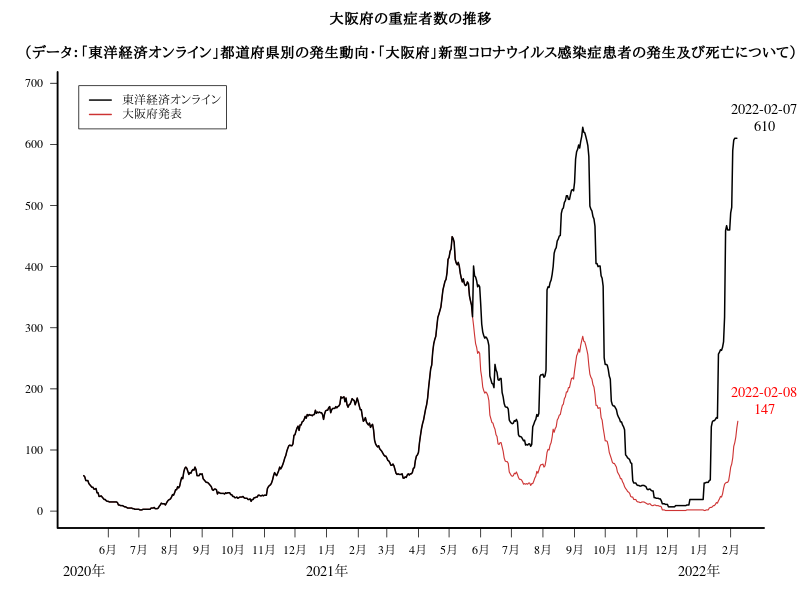 大阪府の重症者数の推移
（データ:「東洋経済オンライン」都道府県別の発生動向・「大阪府」新型コロナウイルス感染症患者の発生及び死亡について）
700
600
500
400
300
200
100
0
東洋経済オンライン
大阪府発表
2022-02-07
610
2022-02-08
147
6月 7月 8月 9月 10月 11月 12月 1月 2月 3月 4月 5月 6月 7月 8月 9月 10月 11月 12月 1月 2月
2020年 2021年 2022年